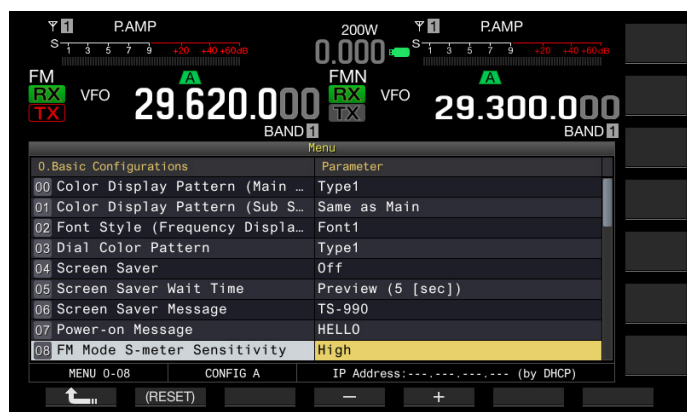 1 P.AMP 200W 1 P.AMP
S 1 3 5 7 9 +20 +40 +60dB 0.000 S 1 3 5 7 9 +20 +40 +60dB
FM A FMN A
RX VFO 29.620.000 RX VFO 29.300.000
TX TX
BAND 1 BAND 1
Menu
0.Basic Configurations Parameter
00 Color Display Pattern (Main … Type1
01 Color Display Pattern (Sub S… Same as Main
02 Font Style (Frequency Displa… Font1
03 Dial Color Pattern Type1
04 Screen Saver Off
05 Screen Saver Wait Time Preview (5 [sec])
06 Screen Saver Message TS-990
07 Power-on Message HELLO
08 FM Mode S-meter Sensitivity High
MENU 0-08 CONFIG A IP Address:---.---.---.--- (by DHCP)
(RESET) − +